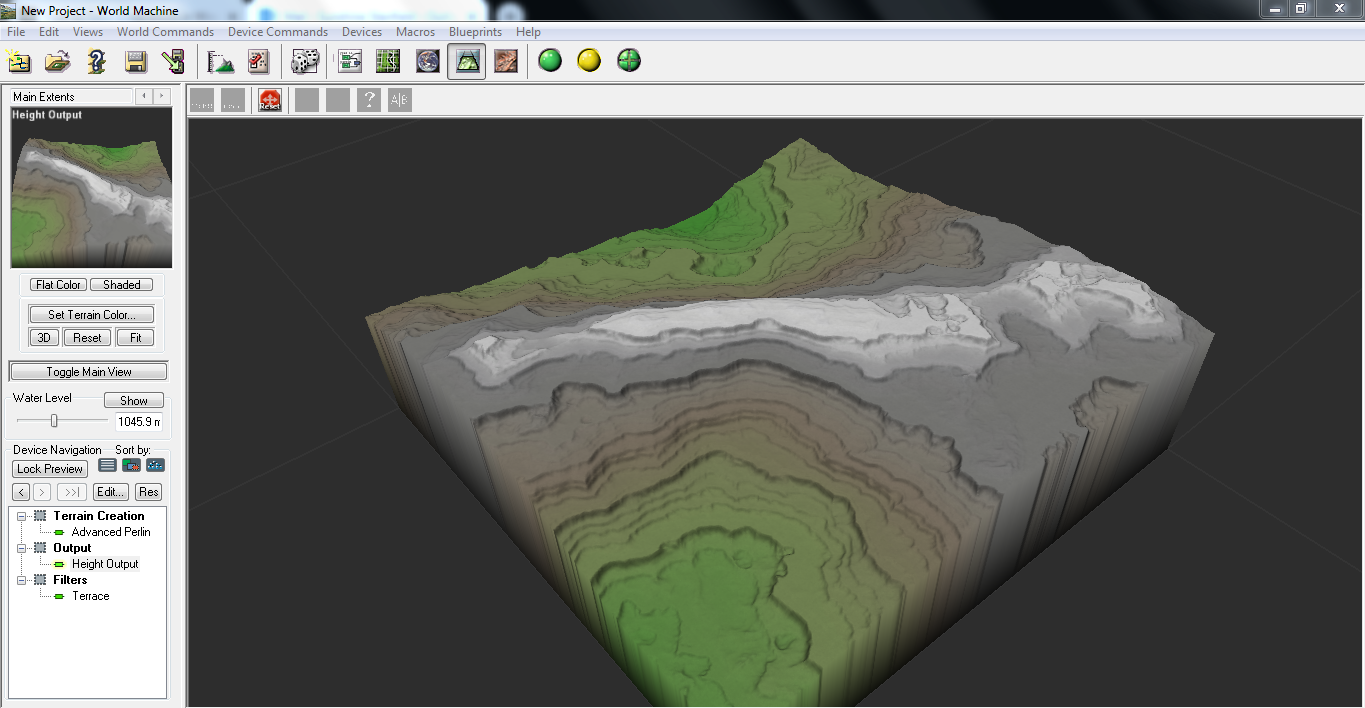 New Project - World Machine
File Edit Views World Commands Device Commands Devices Macros Blueprints Help
Main Extents
Reset
? A|B
Height Output
Flat Color Shaded
Set Terrain Color...
3D Reset Fit
Toggle Main View
Water Level Show
1045.9 m
Device Navigation Sort by:
Lock Preview
< > >>| Edit... Res
Terrain Creation
Advanced Perlin
Output
Height Output
Filters
Terrace